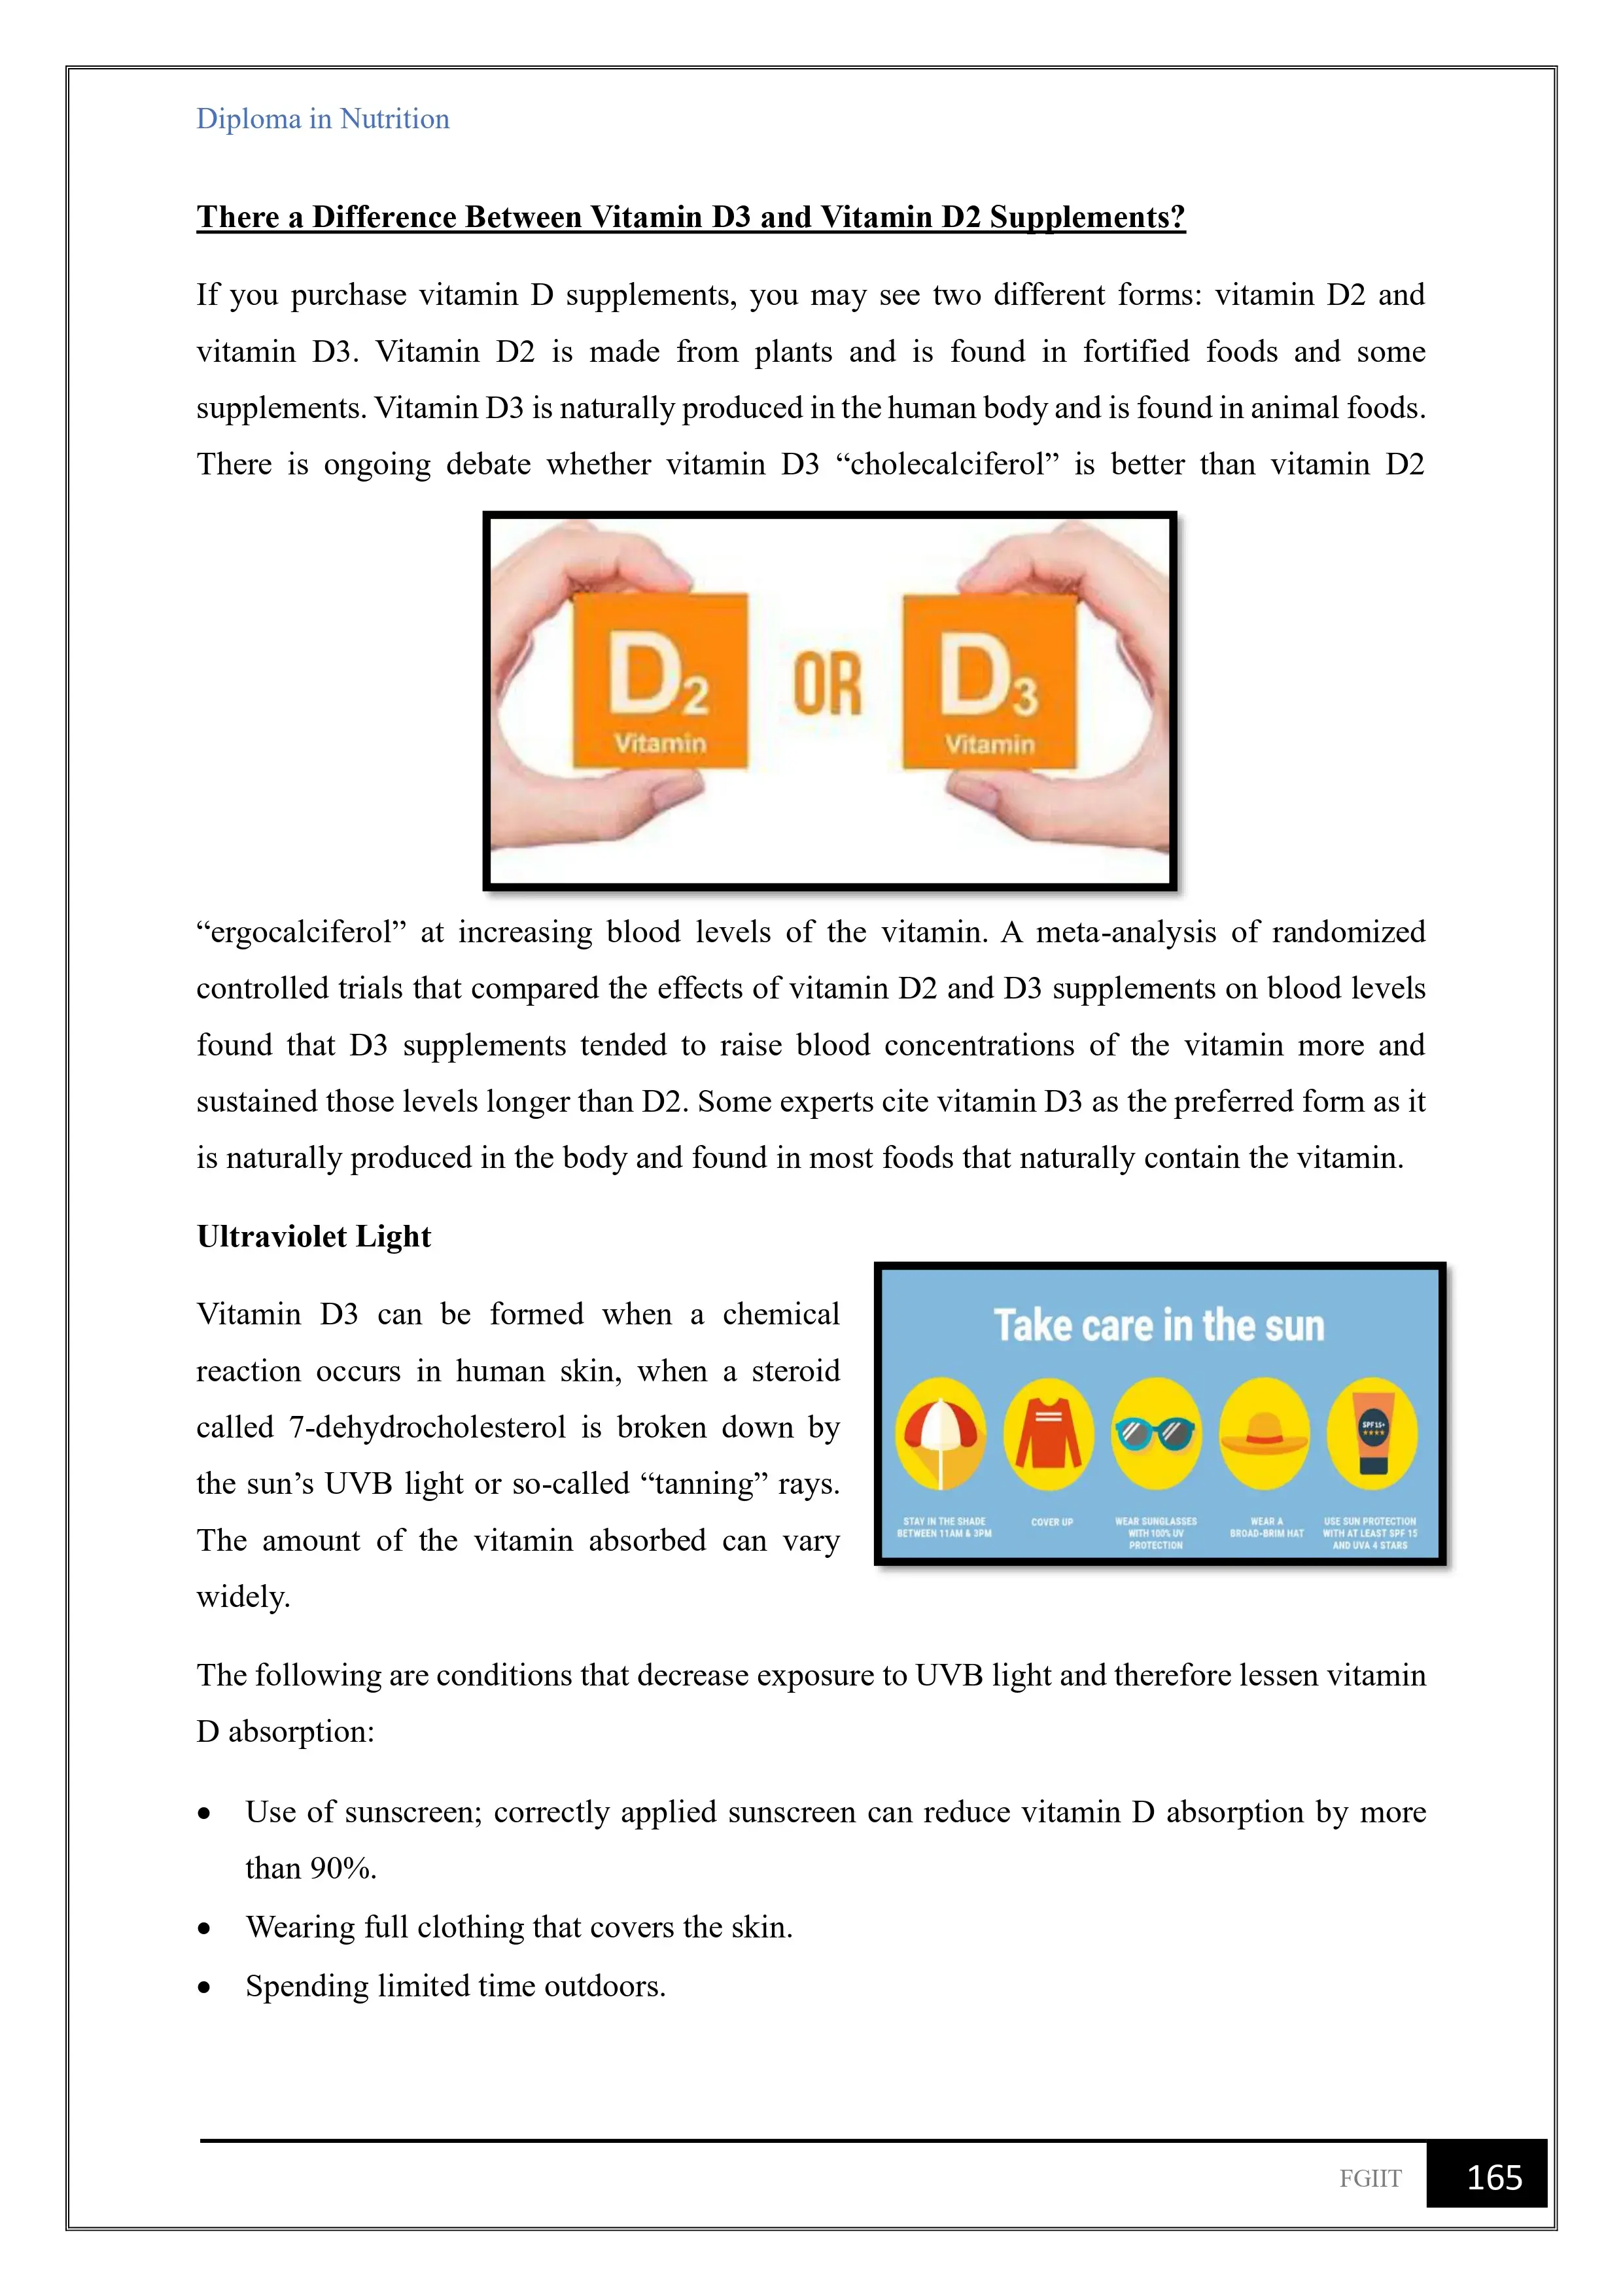 Diploma in Nutrition
There a Difference Between Vitamin D3 and Vitamin D2 Supplements?
If you purchase vitamin D supplements, you may see two different forms: vitamin D2 and
vitamin D3. Vitamin D2 is made from plants and is found in fortified foods and some
supplements. Vitamin D3 is naturally produced in the human body and is found in animal foods.
There is ongoing debate whether vitamin D3 “cholecalciferol” is better than vitamin D2
D2
Vitamin
OR
D3
Vitamin
“ergocalciferol” at increasing blood levels of the vitamin. A meta-analysis of randomized
controlled trials that compared the effects of vitamin D2 and D3 supplements on blood levels
found that D3 supplements tended to raise blood concentrations of the vitamin more and
sustained those levels longer than D2. Some experts cite vitamin D3 as the preferred form as it
is naturally produced in the body and found in most foods that naturally contain the vitamin.
Ultraviolet Light
Vitamin D3 can be formed when a chemical
reaction occurs in human skin, when a steroid
called 7-dehydrocholesterol is broken down by
the sun’s UVB light or so-called “tanning” rays.
The amount of the vitamin absorbed can vary
widely.
Take care in the sun
SPF 15+
STAY IN THE SHADE
BETWEEN 11AM & 3PM
COVER UP
WEAR SUNGLASSES
WITH 100% UV
PROTECTION
WEAR A
BROAD-BRIM HAT
USE SUN PROTECTION
WITH AT LEAST SPF 15
AND UVA 4 STARS
The following are conditions that decrease exposure to UVB light and therefore lessen vitamin
D absorption:
• Use of sunscreen; correctly applied sunscreen can reduce vitamin D absorption by more
than 90%.
• Wearing full clothing that covers the skin.
• Spending limited time outdoors.
FGIIT 165